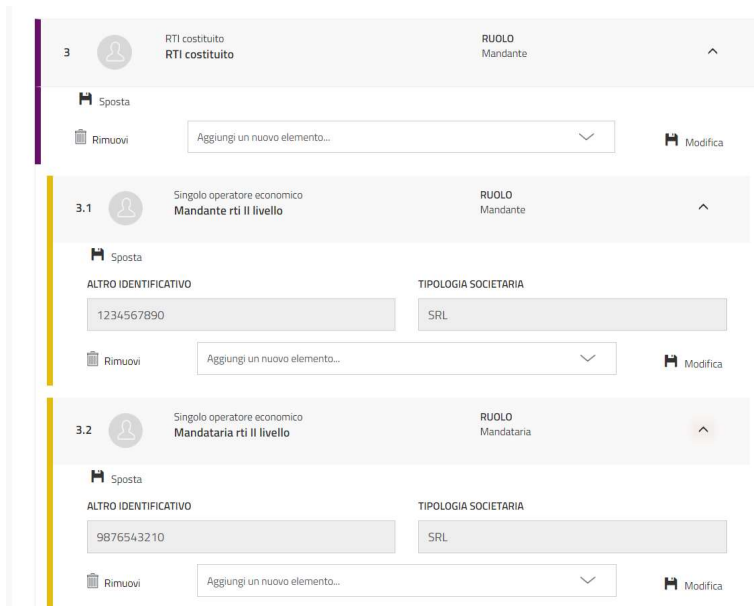 RTI costituito RUOLO
3 RTI costituito Mandante
Sposta
Rimuovi Aggiungi un nuovo elemento... Modifica
Singolo operatore economico RUOLO
3.1 Mandante rti II livello Mandante
Sposta
ALTRO IDENTIFICATIVO TIPOLOGIA SOCIETARIA
1234567890 SRL
Rimuovi Aggiungi un nuovo elemento... Modifica
Singolo operatore economico RUOLO
3.2 Mandataria rti II livello Mandataria
Sposta
ALTRO IDENTIFICATIVO TIPOLOGIA SOCIETARIA
9876543210 SRL
Rimuovi Aggiungi un nuovo elemento... Modifica